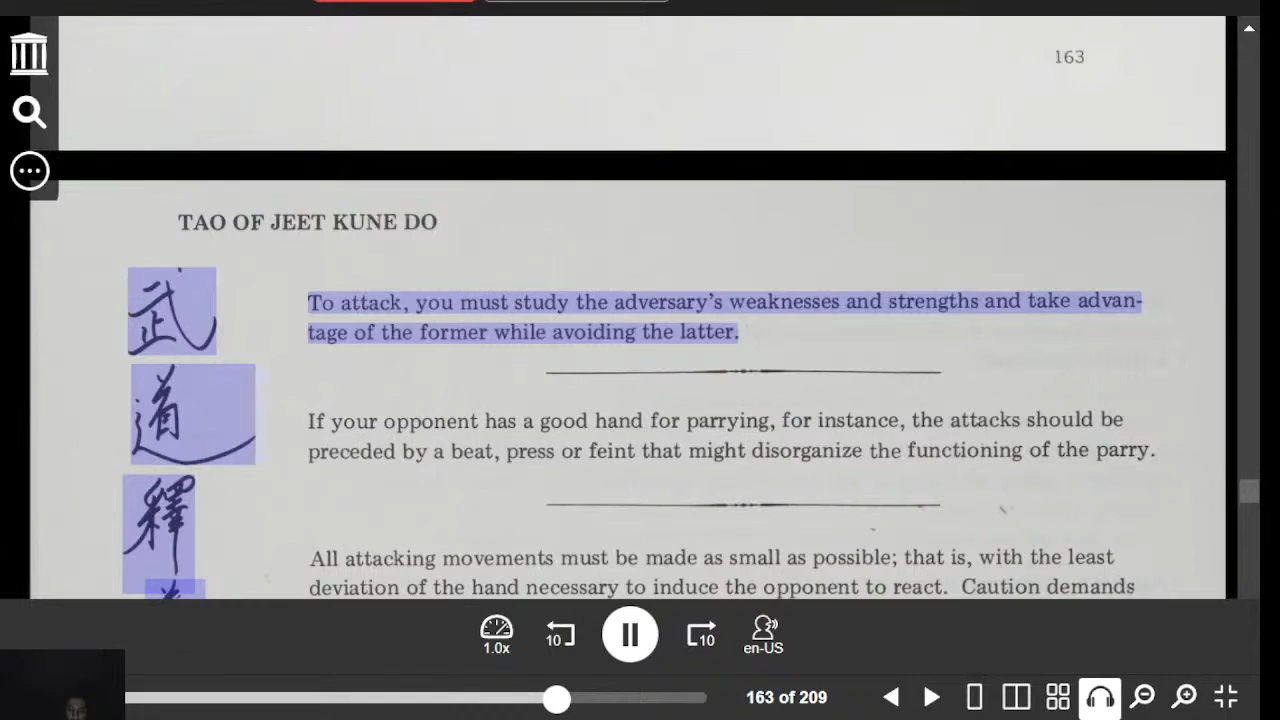 163
TAO OF JEET KUNE DO
武
道
釋
To attack, you must study the adversary's weaknesses and strengths and take advan-
tage of the former while avoiding the latter.
If your opponent has a good hand for parrying, for instance, the attacks should be
preceded by a beat, press or feint that might disorganize the functioning of the parry.
All attacking movements must be made as small as possible; that is, with the least
deviation of the hand necessary to induce the opponent to react. Caution demands
1.0x
10
10
en-US
163 of 209